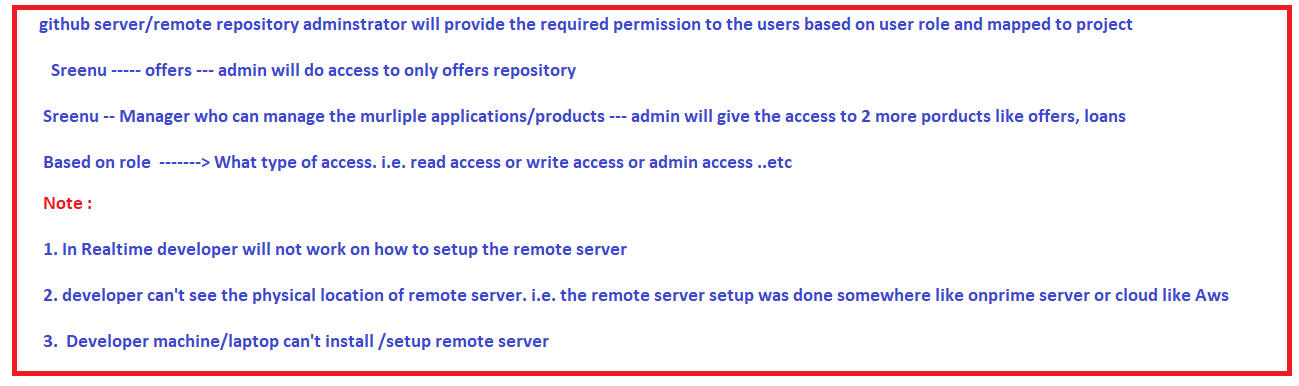 github server/remote repository adminstrator will provide the required permission to the users based on user role and mapped to project
Sreenu ----- offers --- admin will do access to only offers repository
Sreenu -- Manager who can manage the murliple applications/products --- admin will give the access to 2 more porducts like offers, loans
Based on role -------> What type of access. i.e. read access or write access or admin access ..etc
Note :
1. In Realtime developer will not work on how to setup the remote server
2. developer can't see the physical location of remote server. i.e. the remote server setup was done somewhere like onprime server or cloud like Aws
3. Developer machine/laptop can't install /setup remote server